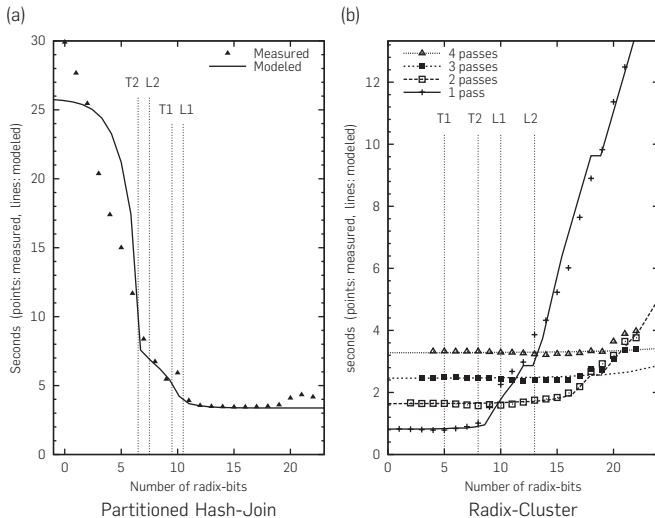 (a)
30
25
20
15
10
5
0
0 5 10 15 20
Seconds (points: measured, lines: modeled)
T2 L2 T1 L1
Measured
Modeled
Number of radix-bits
Partitioned Hash-Join
(b)
12
10
8
6
4
2
0
0 5 10 15 20
seconds (points: measured, lines: modeled)
4 passes
3 passes
2 passes
1 pass
T1 T2 L1 L2
Number of radix-bits
Radix-Cluster